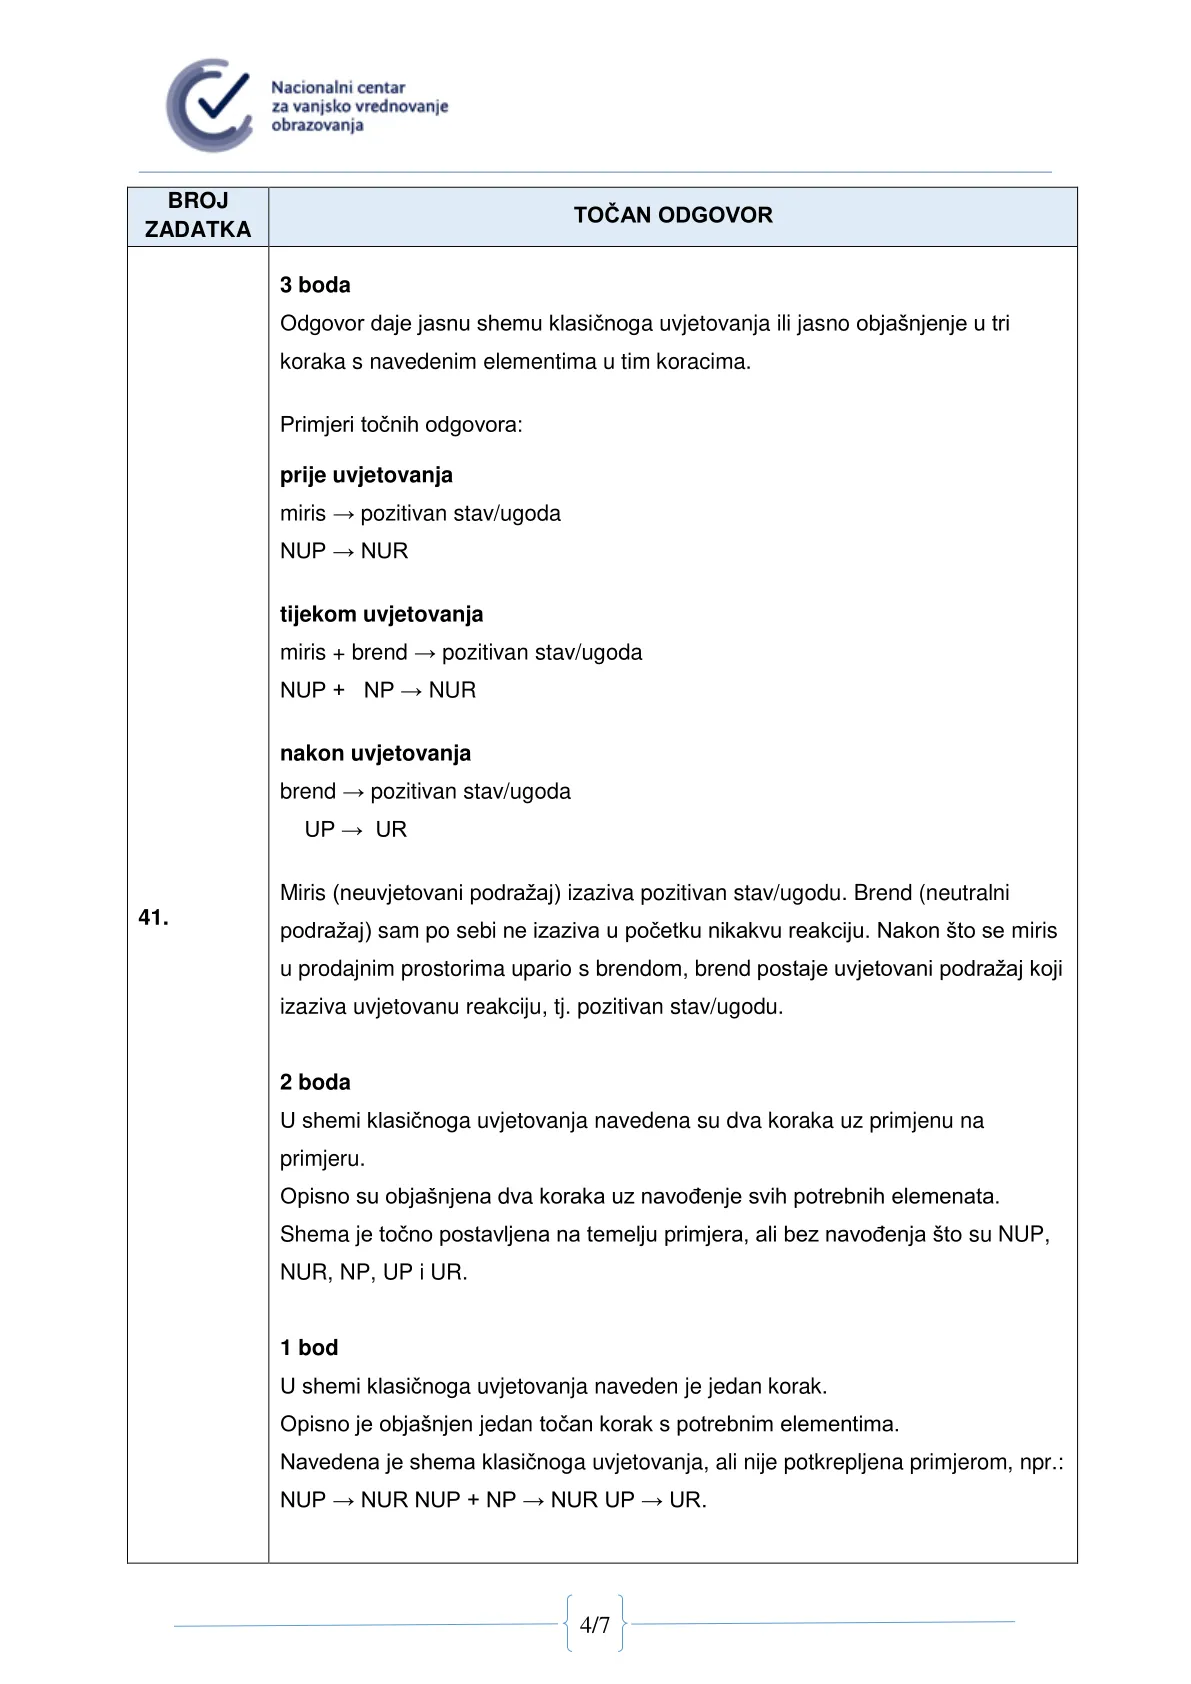 Nacionalni centar
za vanjsko vrednovanje
obrazovanja
BROJ
ZADATKA
TOČAN ODGOVOR
3 boda
Odgovor daje jasnu shemu klasičnoga uvjetovanja ili jasno objašnjenje u tri
koraka s navedenim elementima u tim koracima.
Primjeri točnih odgovora:
prije uvjetovanja
miris → pozitivan stav/ugoda
NUP → NUR
tijekom uvjetovanja
miris + brend → pozitivan stav/ugoda
NUP + NP → NUR
nakon uvjetovanja
brend → pozitivan stav/ugoda
UP → UR
41.
Miris (neuvjetovani podražaj) izaziva pozitivan stav/ugodu. Brend (neutralni
podražaj) sam po sebi ne izaziva u početku nikakvu reakciju. Nakon što se miris
u prodajnim prostorima upario s brendom, brend postaje uvjetovani podražaj koji
izaziva uvjetovanu reakciju, tj. pozitivan stav/ugodu.
2 boda
U shemi klasičnoga uvjetovanja navedena su dva koraka uz primjenu na
primjeru.
Opisno su objašnjena dva koraka uz navođenje svih potrebnih elemenata.
Shema je točno postavljena na temelju primjera, ali bez navođenja što su NUP,
NUR, NP, UP i UR.
1 bod
U shemi klasičnoga uvjetovanja naveden je jedan korak.
Opisno je objašnjen jedan točan korak s potrebnim elementima.
Navedena je shema klasičnoga uvjetovanja, ali nije potkrepljena primjerom, npr.:
NUP → NUR NUP + NP → NUR UP → UR.
4/7